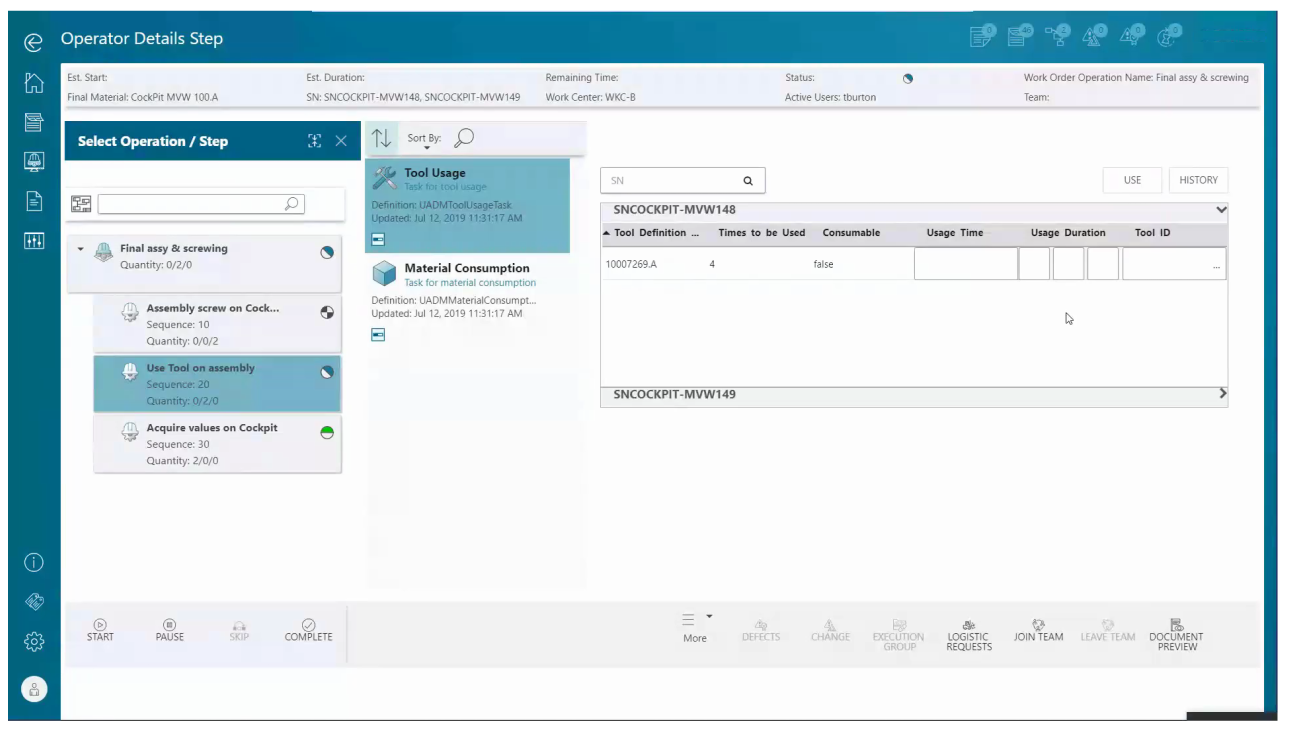 Operator Details Step
Est. Start:
Est. Duration:
Remaining Time:
Status:
Work Order Operation Name: Final assy & screwing
Final Material: CockPit MVW 100.A
SN: SNCOCKPIT-MVW148, SNCOCKPIT-MVW149
Work Center: WKC-B
Active Users: tburton
Team:
Select Operation / Step
Final assy & screwing
Quantity: 0/2/0
Assembly screw on Cock...
Sequence: 10
Quantity: 0/0/2
Use Tool on assembly
Sequence: 20
Quantity: 0/2/0
Acquire values on Cockpit
Sequence: 30
Quantity: 2/0/0
Sort By:
Tool Usage
Task for tool usage
Definition: UADMToolUsageTask
Updated: Jul 12, 2019 11:31:17 AM
Material Consumption
Task for material consumption
Definition: UADMMaterialConsumpt...
Updated: Jul 12, 2019 11:31:17 AM
SN
USE
HISTORY
SNCOCKPIT-MVW148
Tool Definition ...
Times to be Used
Consumable
Usage Time
Usage Duration
Tool ID
10007269.A
4
false
...
SNCOCKPIT-MVW149
START
PAUSE
SKIP
COMPLETE
More
DEFECTS
CHANGE
EXECUTION
GROUP
LOGISTIC
REQUESTS
JOIN TEAM
LEAVE TEAM
DOCUMENT
PREVIEW